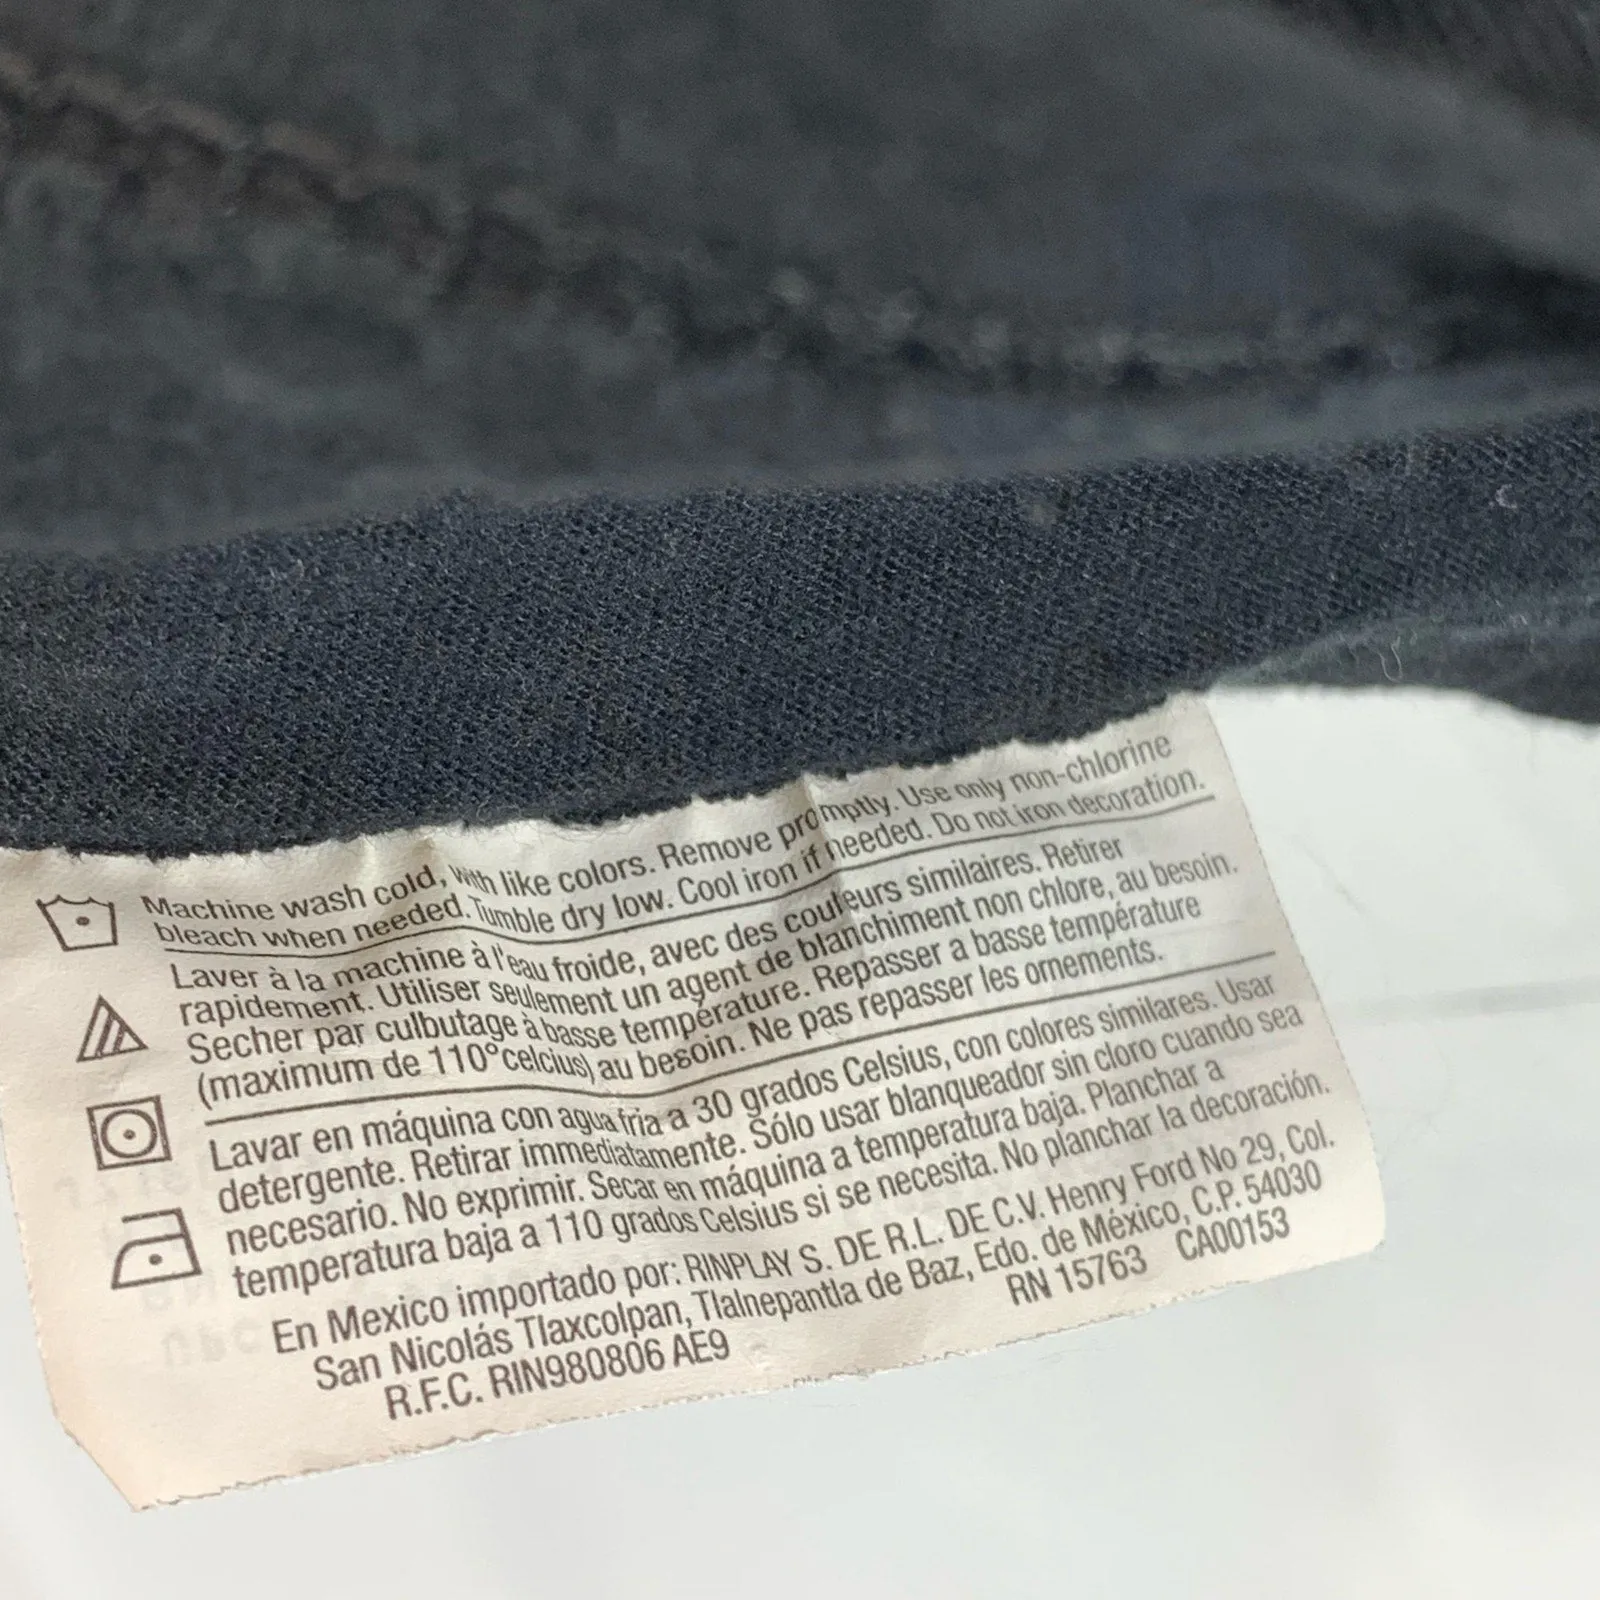 Machine wash cold, with like colors. Remove promptly. Use only non-chlorine
bleach when needed. Tumble dry low. Cool iron if needed. Do not iron decoration.
Laver à la machine à l'eau froide, avec des couleurs similaires. Retirer
rapidement. Utiliser seulement un agent de blanchiment non chlore, au besoin.
Secher par culbutage à basse température. Repasser a basse température
(maximum de 110°celcius) au besoin. Ne pas repasser les ornements.
Lavar en máquina con agua fria a 30 grados Celsius, con colores similares. Usar
detergente. Retirar immediatamente. Sólo usar blanqueador sin cloro cuando sea
necesario. No exprimir. Secar en máquina a temperatura baja. Planchar a
temperatura baja a 110 grados Celsius si se necesita. No planchar la decoración.
En Mexico importado por: RINPLAY S. DE R.L. DE C.V. Henry Ford No 29, Col.
San Nicolás Tlaxcolpan, Tlalnepantla de Baz, Edo. de México, C.P. 54030
R.F.C. RIN980806 AE9 RN 15763 CA00153